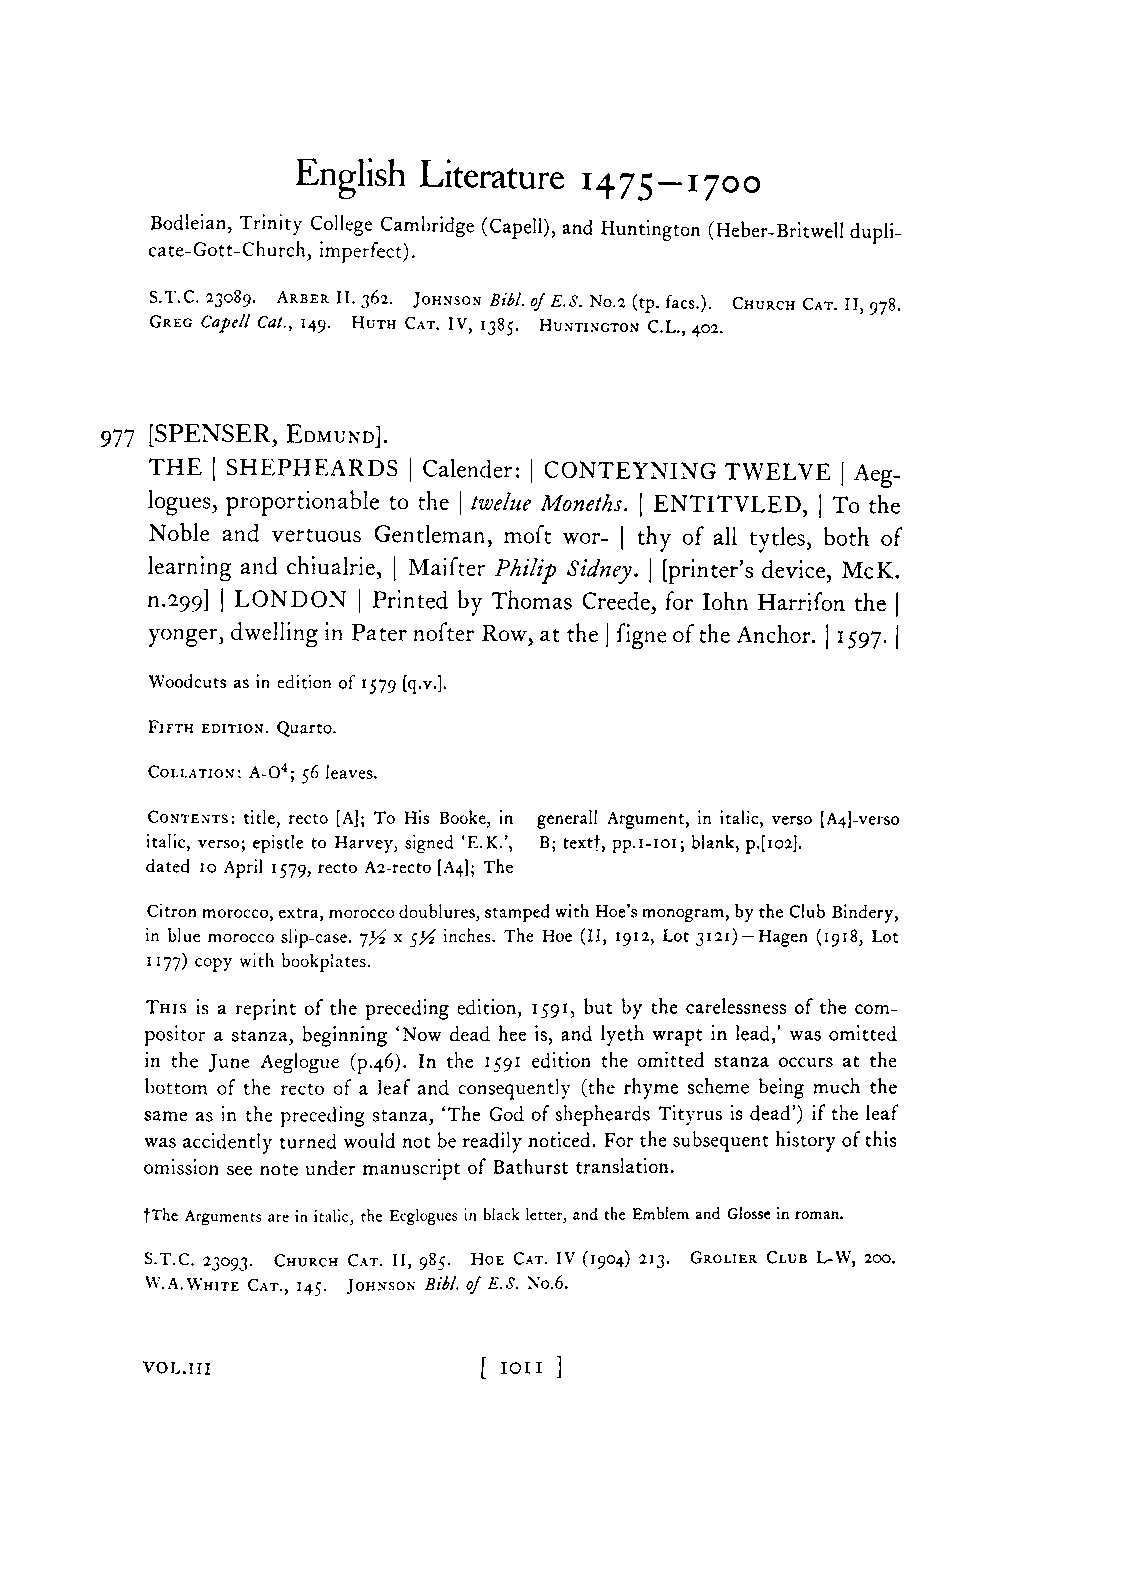 English Literature 1475–1700
Bodleian, Trinity College Cambridge (Capell), and Huntington (Heber-Britwell dupli-
cate-Gott-Church, imperfect).
S.T.C. 23089. Arber II. 362. Johnson Bibl. of E.S. No.2 (tp. facs.). Church Cat. II, 978.
Greg Capell Cat., 149. Huth Cat. IV, 1385. Huntington C.L., 402.
977 [SPENSER, Edmund].
THE | SHEPHEARDS | Calender: | CONTEYNING TWELVE | Aeg-
logues, proportionable to the | twelue Moneths. | ENTITVLED, | To the
Noble and vertuous Gentleman, moſt wor- | thy of all tytles, both of
learning and chiualrie, | Maiſter Philip Sidney. | [printer's device, McK.
n.299] | LONDON | Printed by Thomas Creede, for Iohn Harriſon the |
yonger, dwelling in Pater noſter Row, at the | ſigne of the Anchor. | 1597. |
Woodcuts as in edition of 1579 [q.v.].
Fifth edition. Quarto.
Collation: A-O⁴; 56 leaves.
Contents: title, recto [A]; To His Booke, in
italic, verso; epistle to Harvey, signed 'E.K.',
dated 10 April 1579, recto A2-recto [A4]; The
generall Argument, in italic, verso [A4]-verso
B; text†, pp.1-101; blank, p.[102].
Citron morocco, extra, morocco doublures, stamped with Hoe's monogram, by the Club Bindery,
in blue morocco slip-case. 7½ x 5½ inches. The Hoe (II, 1912, Lot 3121)—Hagen (1918, Lot
1177) copy with bookplates.
This is a reprint of the preceding edition, 1591, but by the carelessness of the com-
positor a stanza, beginning 'Now dead hee is, and lyeth wrapt in lead,' was omitted
in the June Aeglogue (p.46). In the 1591 edition the omitted stanza occurs at the
bottom of the recto of a leaf and consequently (the rhyme scheme being much the
same as in the preceding stanza, 'The God of shepheards Tityrus is dead') if the leaf
was accidently turned would not be readily noticed. For the subsequent history of this
omission see note under manuscript of Bathurst translation.
†The Arguments are in italic, the Ecglogues in black letter, and the Emblem and Glosse in roman.
S.T.C. 23093. Church Cat. II, 985. Hoe Cat. IV (1904) 213. Grolier Club L-W, 200.
W.A.White Cat., 145. Johnson Bibl. of E.S. No.6.
VOL.III [ 1011 ]